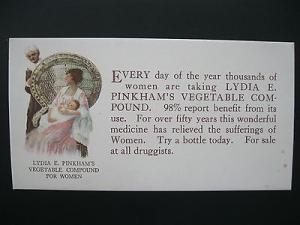 EVERY day of the year thousands of
women are taking LYDIA E.
PINKHAM'S VEGETABLE COM-
POUND. 98% report benefit from its
use. For over fifty years this wonderful
medicine has relieved the sufferings of
Women. Try a bottle today. For sale
at all druggists.
LYDIA E. PINKHAM'S
VEGETABLE COMPOUND
FOR WOMEN